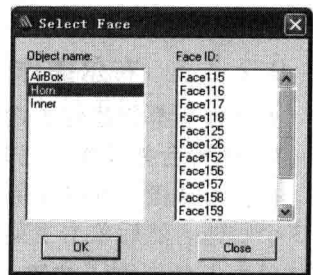 Select Face
Object name:
Face ID:
AirBox
Horn
Inner
Face115
Face116
Face117
Face118
Face125
Face126
Face152
Face156
Face157
Face158
Face159
OK
Close